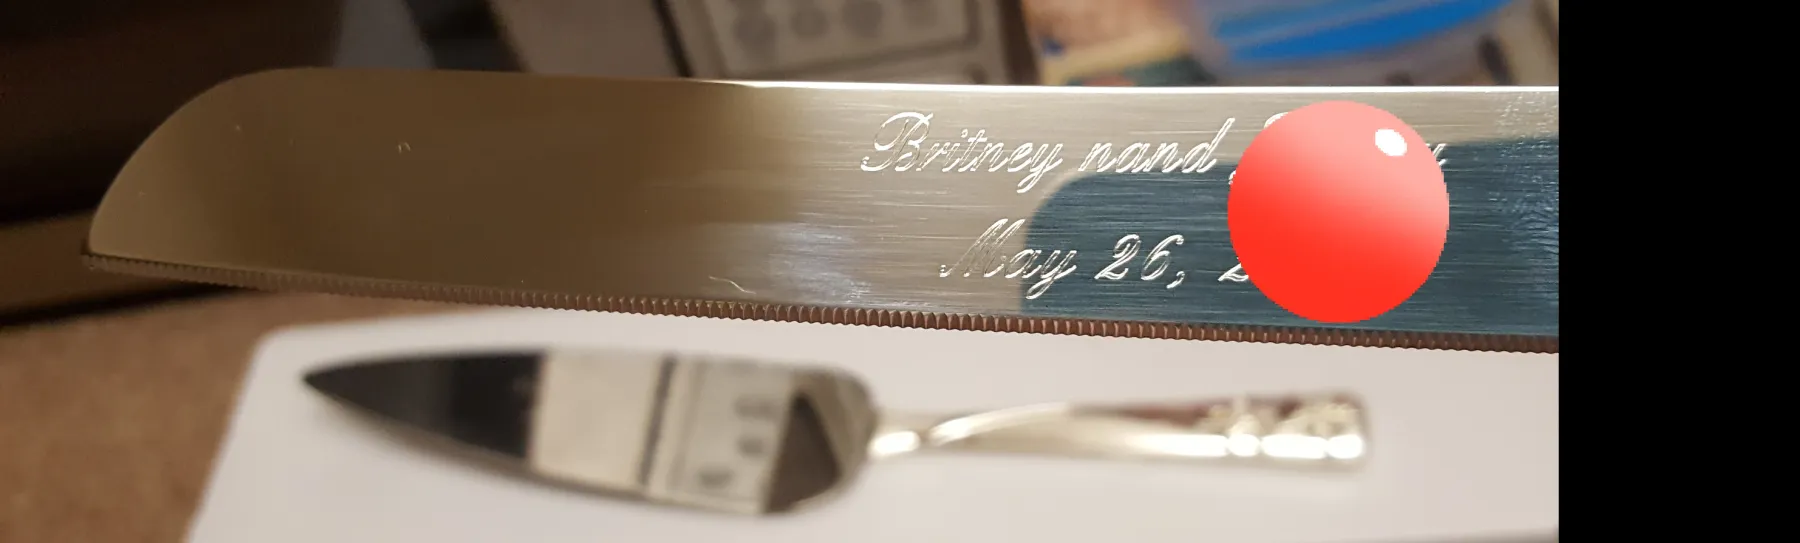 Britney nand
May 26,